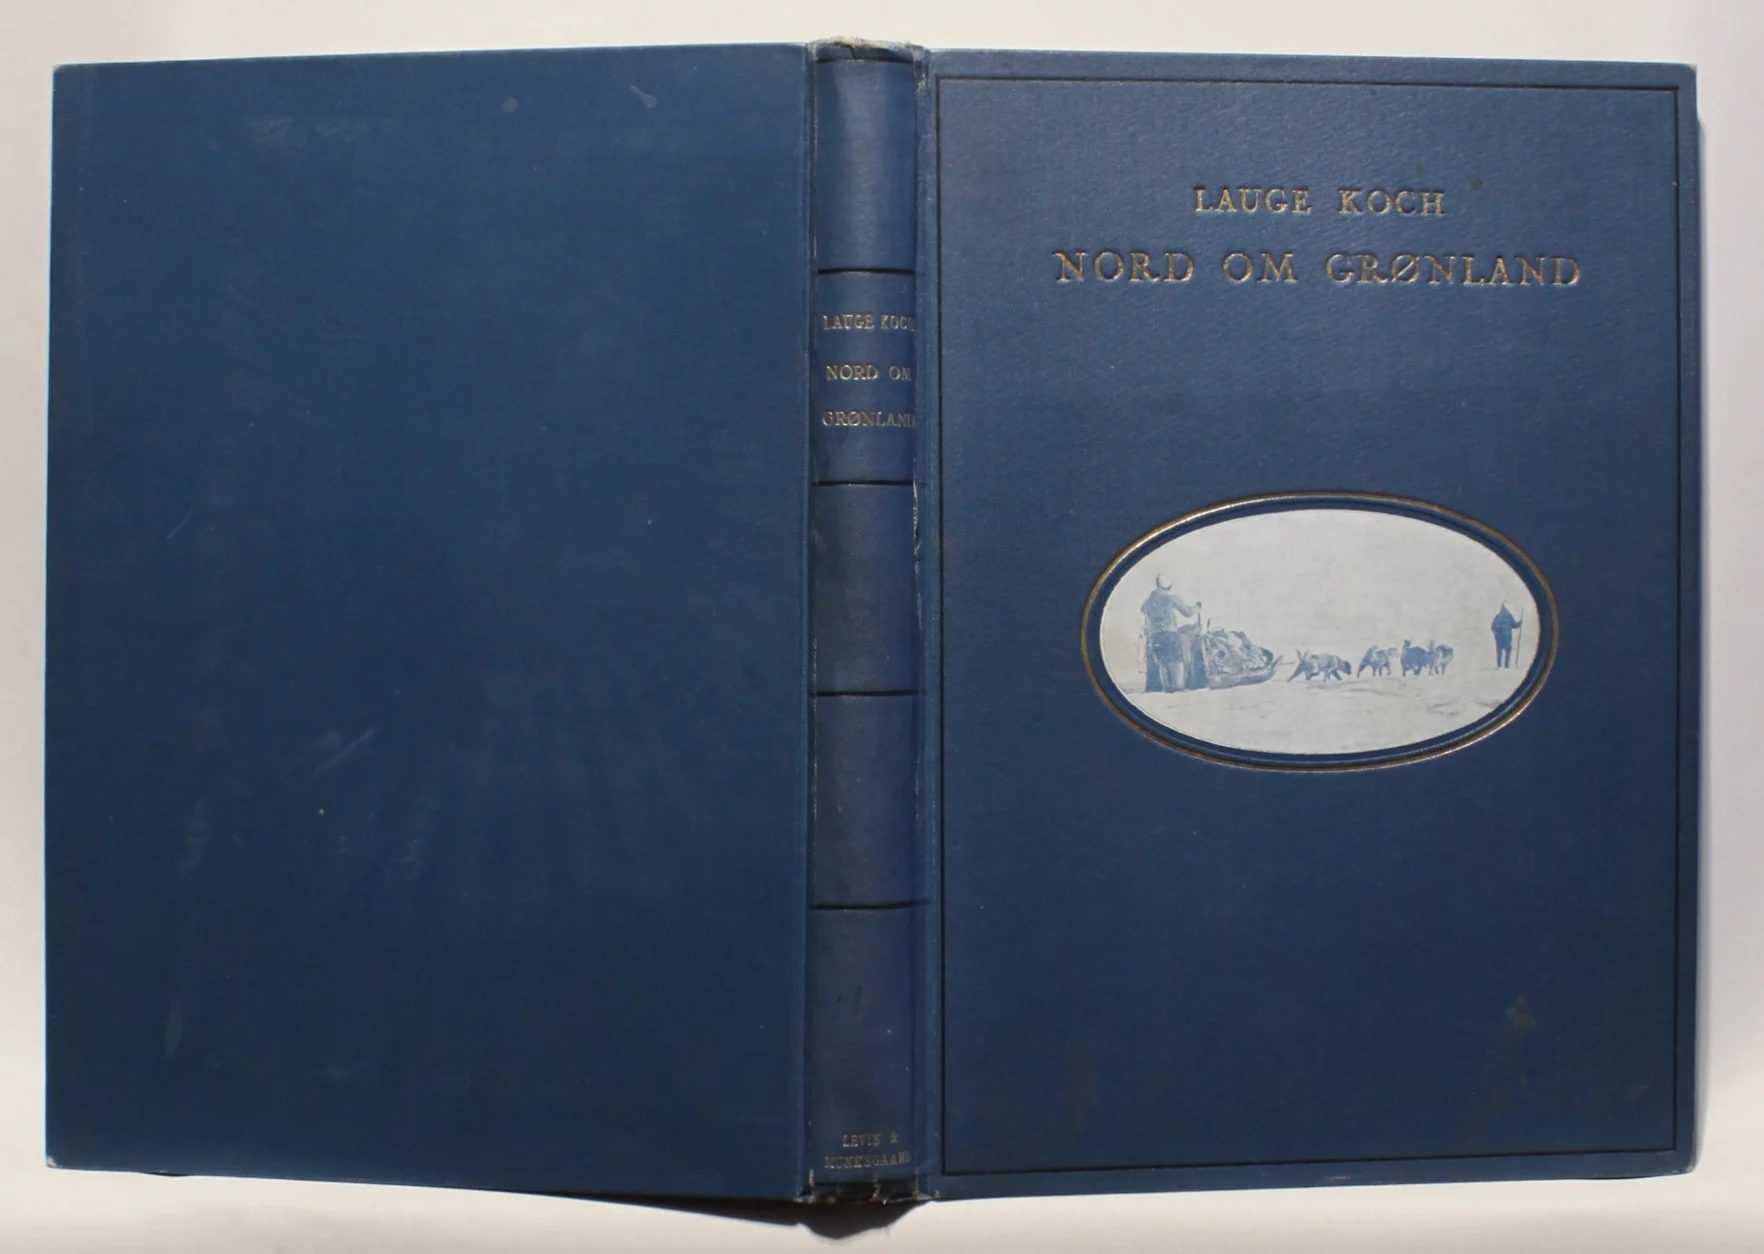 LAUGE KOCH
NORD OM
GRØNLAND
LEVIN &
MUNKSGAARD
LAUGE KOCH
NORD OM GRØNLAND